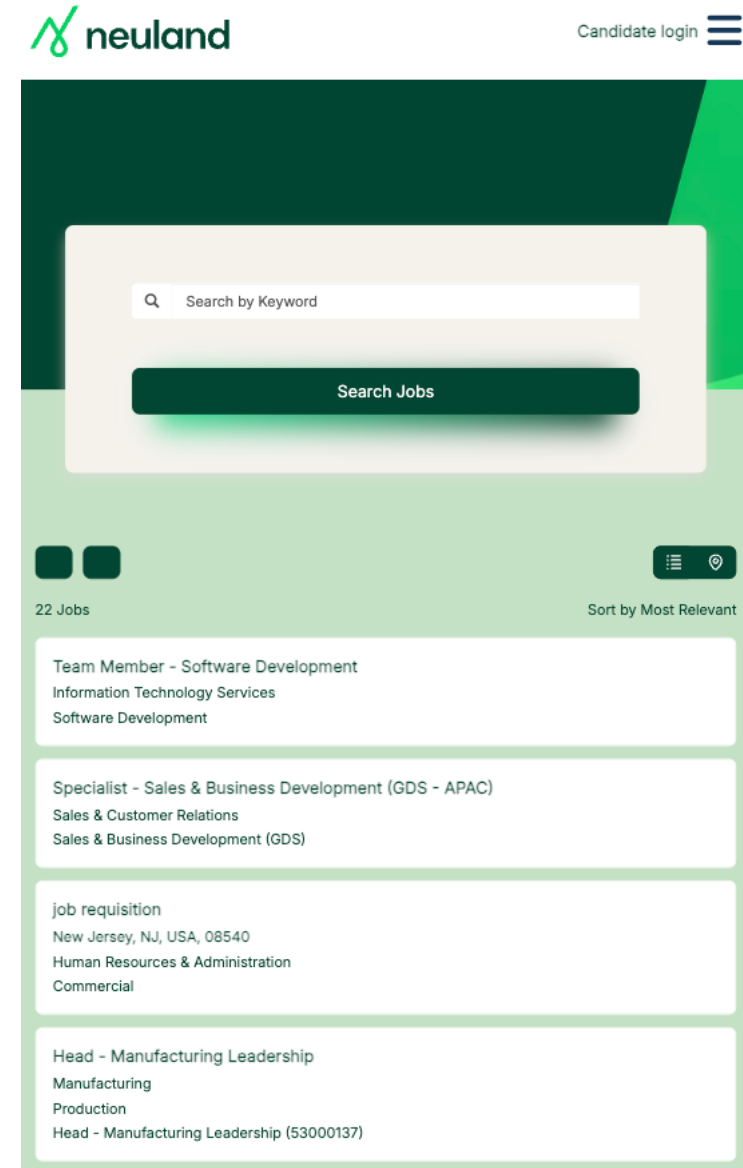 neuland
Candidate login
Search by Keyword
Search Jobs
22 Jobs
Sort by Most Relevant
Team Member - Software Development
Information Technology Services
Software Development
Specialist - Sales & Business Development (GDS - APAC)
Sales & Customer Relations
Sales & Business Development (GDS)
job requisition
New Jersey, NJ, USA, 08540
Human Resources & Administration
Commercial
Head - Manufacturing Leadership
Manufacturing
Production
Head - Manufacturing Leadership (53000137)